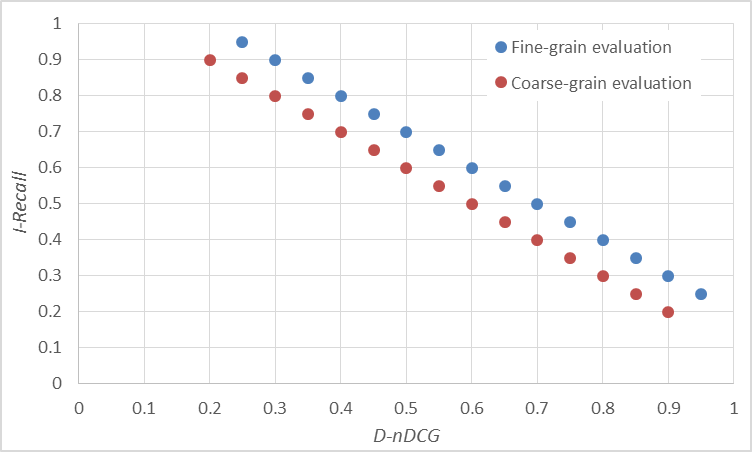 1
0.9
0.8
0.7
0.6
0.5
0.4
0.3
0.2
0.1
0
I-Recall
Fine-grain evaluation
Coarse-grain evaluation
0 0.1 0.2 0.3 0.4 0.5 0.6 0.7 0.8 0.9 1
D-nDCG